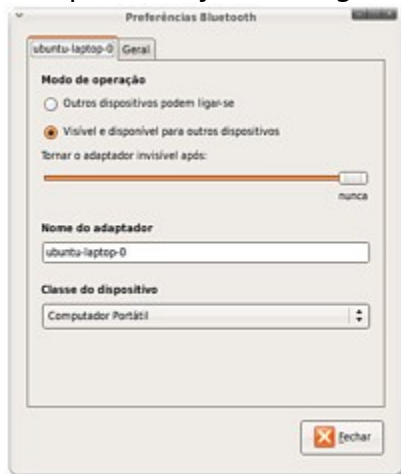 Preferências Bluetooth
ubuntu-laptop-0 Geral
Modo de operação
Outros dispositivos podem ligar-se
Visível e disponível para outros dispositivos
Tornar o adaptador invisível após:
nunca
Nome do adaptador
ubuntu-laptop-0
Classe do dispositivo
Computador Portátil
Fechar